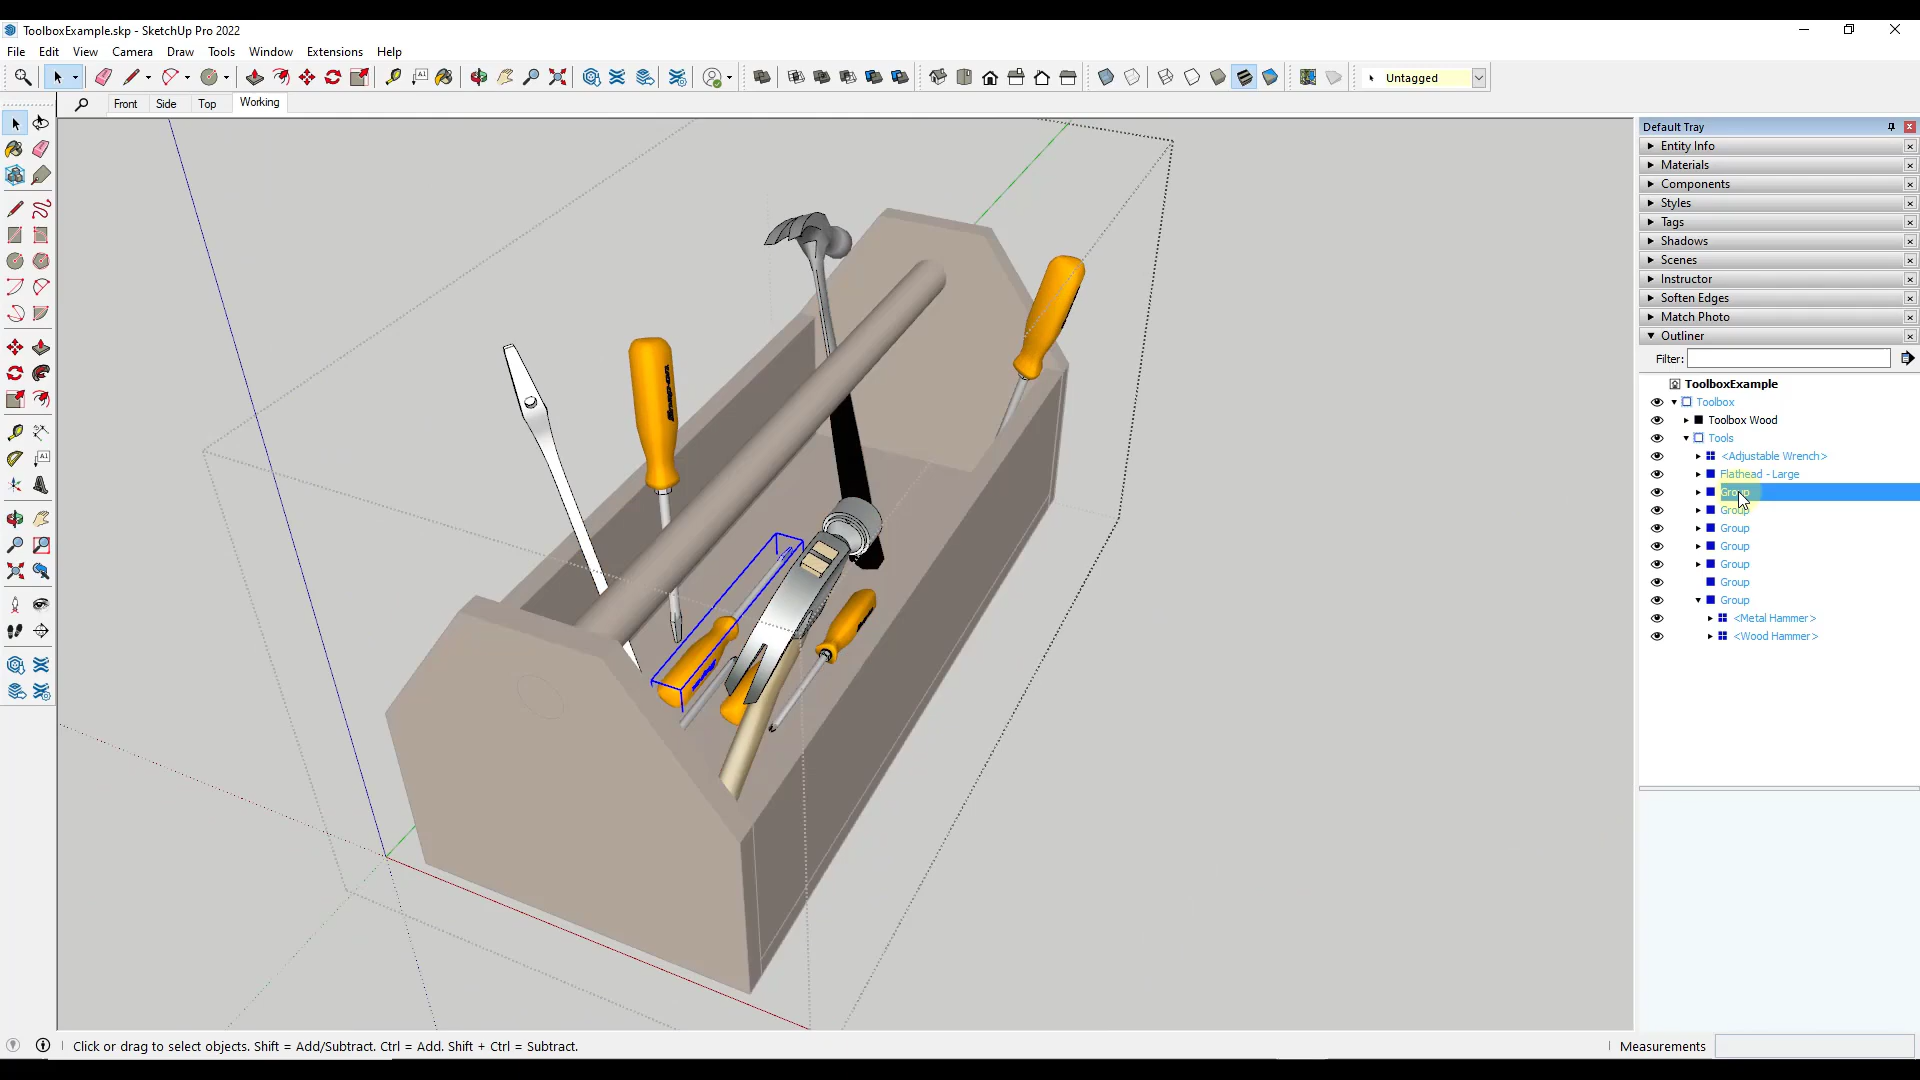 ToolboxExample.skp - SketchUp Pro 2022
File Edit View Camera Draw Tools Window Extensions Help
Untagged
Front Side Top Working
Default Tray
Entity Info
Materials
Components
Styles
Tags
Shadows
Scenes
Instructor
Soften Edges
Match Photo
Outliner
Filter:
ToolboxExample
Toolbox
Toolbox Wood
Tools
<Adjustable Wrench>
Flathead - Large
Group
Group
Group
Group
Group
Group
Group
<Metal Hammer>
<Wood Hammer>
Snap-on
Click or drag to select objects. Shift = Add/Subtract. Ctrl = Add. Shift + Ctrl = Subtract.
Measurements